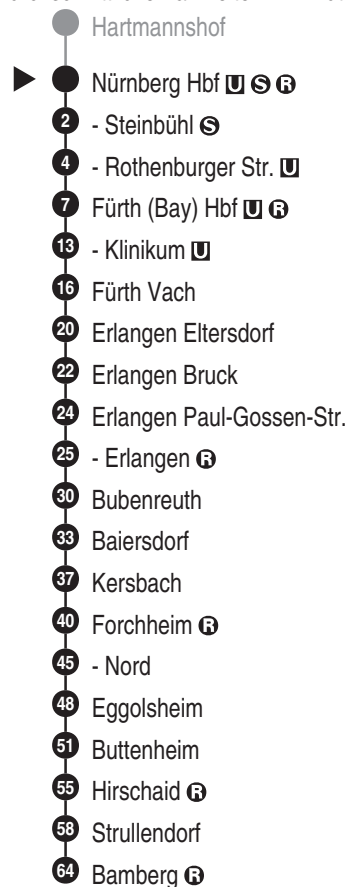 Hartmannshof
Nürnberg Hbf U S R
2 - Steinbühl S
4 - Rothenburger Str. U
7 Fürth (Bay) Hbf U R
13 - Klinikum U
16 Fürth Vach
20 Erlangen Eltersdorf
22 Erlangen Bruck
24 Erlangen Paul-Gossen-Str.
25 - Erlangen R
30 Bubenreuth
33 Baiersdorf
37 Kersbach
40 Forchheim R
45 - Nord
48 Eggolsheim
51 Buttenheim
55 Hirschaid R
58 Strullendorf
64 Bamberg R